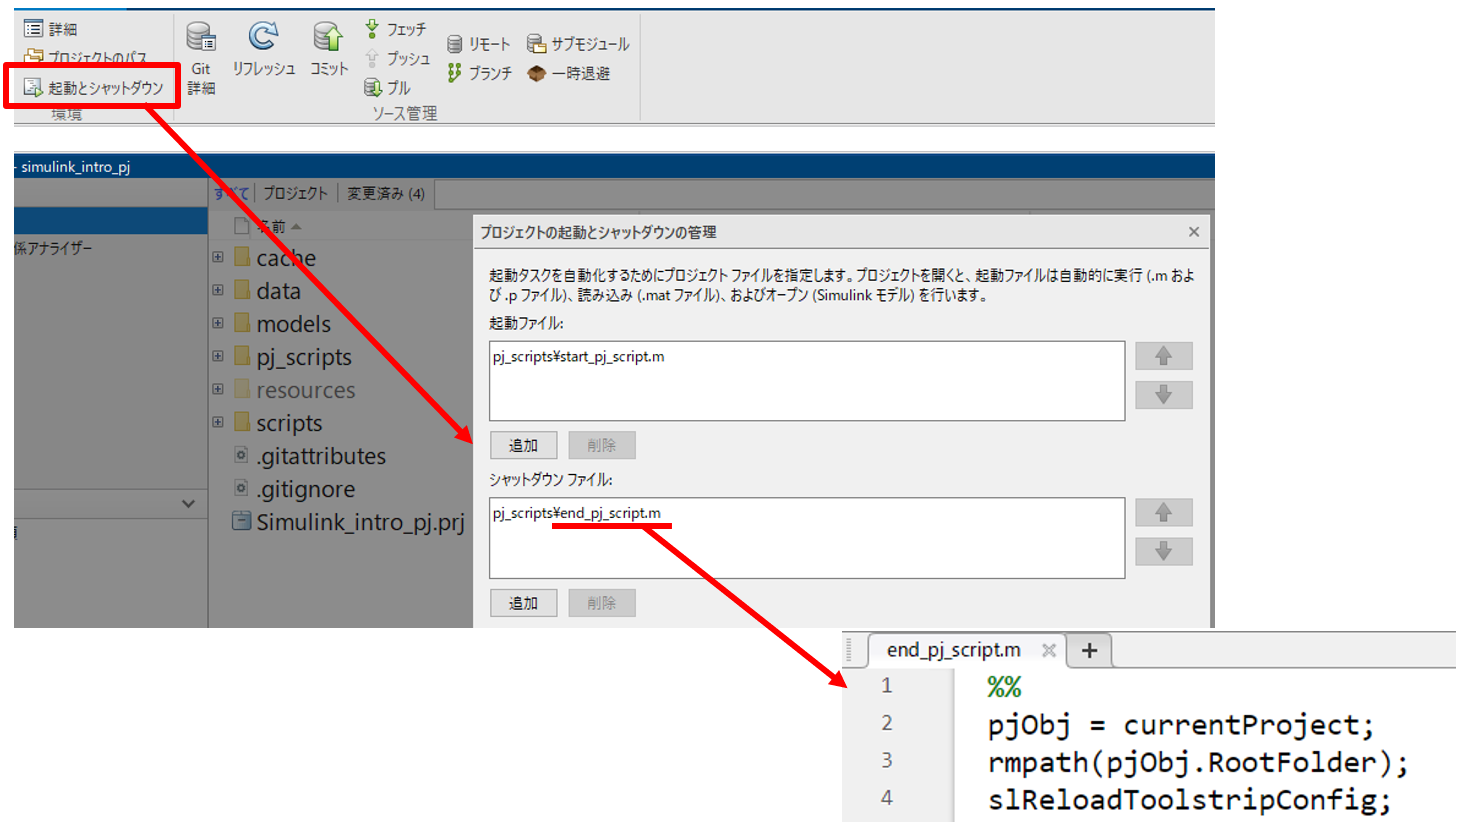 詳細
プロジェクトのパス
起動とシャットダウン
環境
Git
詳細
リフレッシュ
コミット
フェッチ
プッシュ
プル
リモート
ブランチ
サブモジュール
一時退避
ソース管理
- simulink_intro_pj
すべて
プロジェクト
変更済み (4)
係アナライザー
名前
cache
data
models
pj_scripts
resources
scripts
.gitattributes
.gitignore
Simulink_intro_pj.prj
プロジェクトの起動とシャットダウンの管理
起動タスクを自動化するためにプロジェクト ファイルを指定します。プロジェクトを開くと、起動ファイルは自動的に実行 (.m およ
び .p ファイル)、読み込み (.mat ファイル)、およびオープン (Simulink モデル) を行います。
起動ファイル:
pj_scripts¥start_pj_script.m
追加
削除
シャットダウン ファイル:
pj_scripts¥end_pj_script.m
追加
削除
end_pj_script.m
1 %%
2 pjObj = currentProject;
3 rmpath(pjObj.RootFolder);
4 slReloadToolstripConfig;